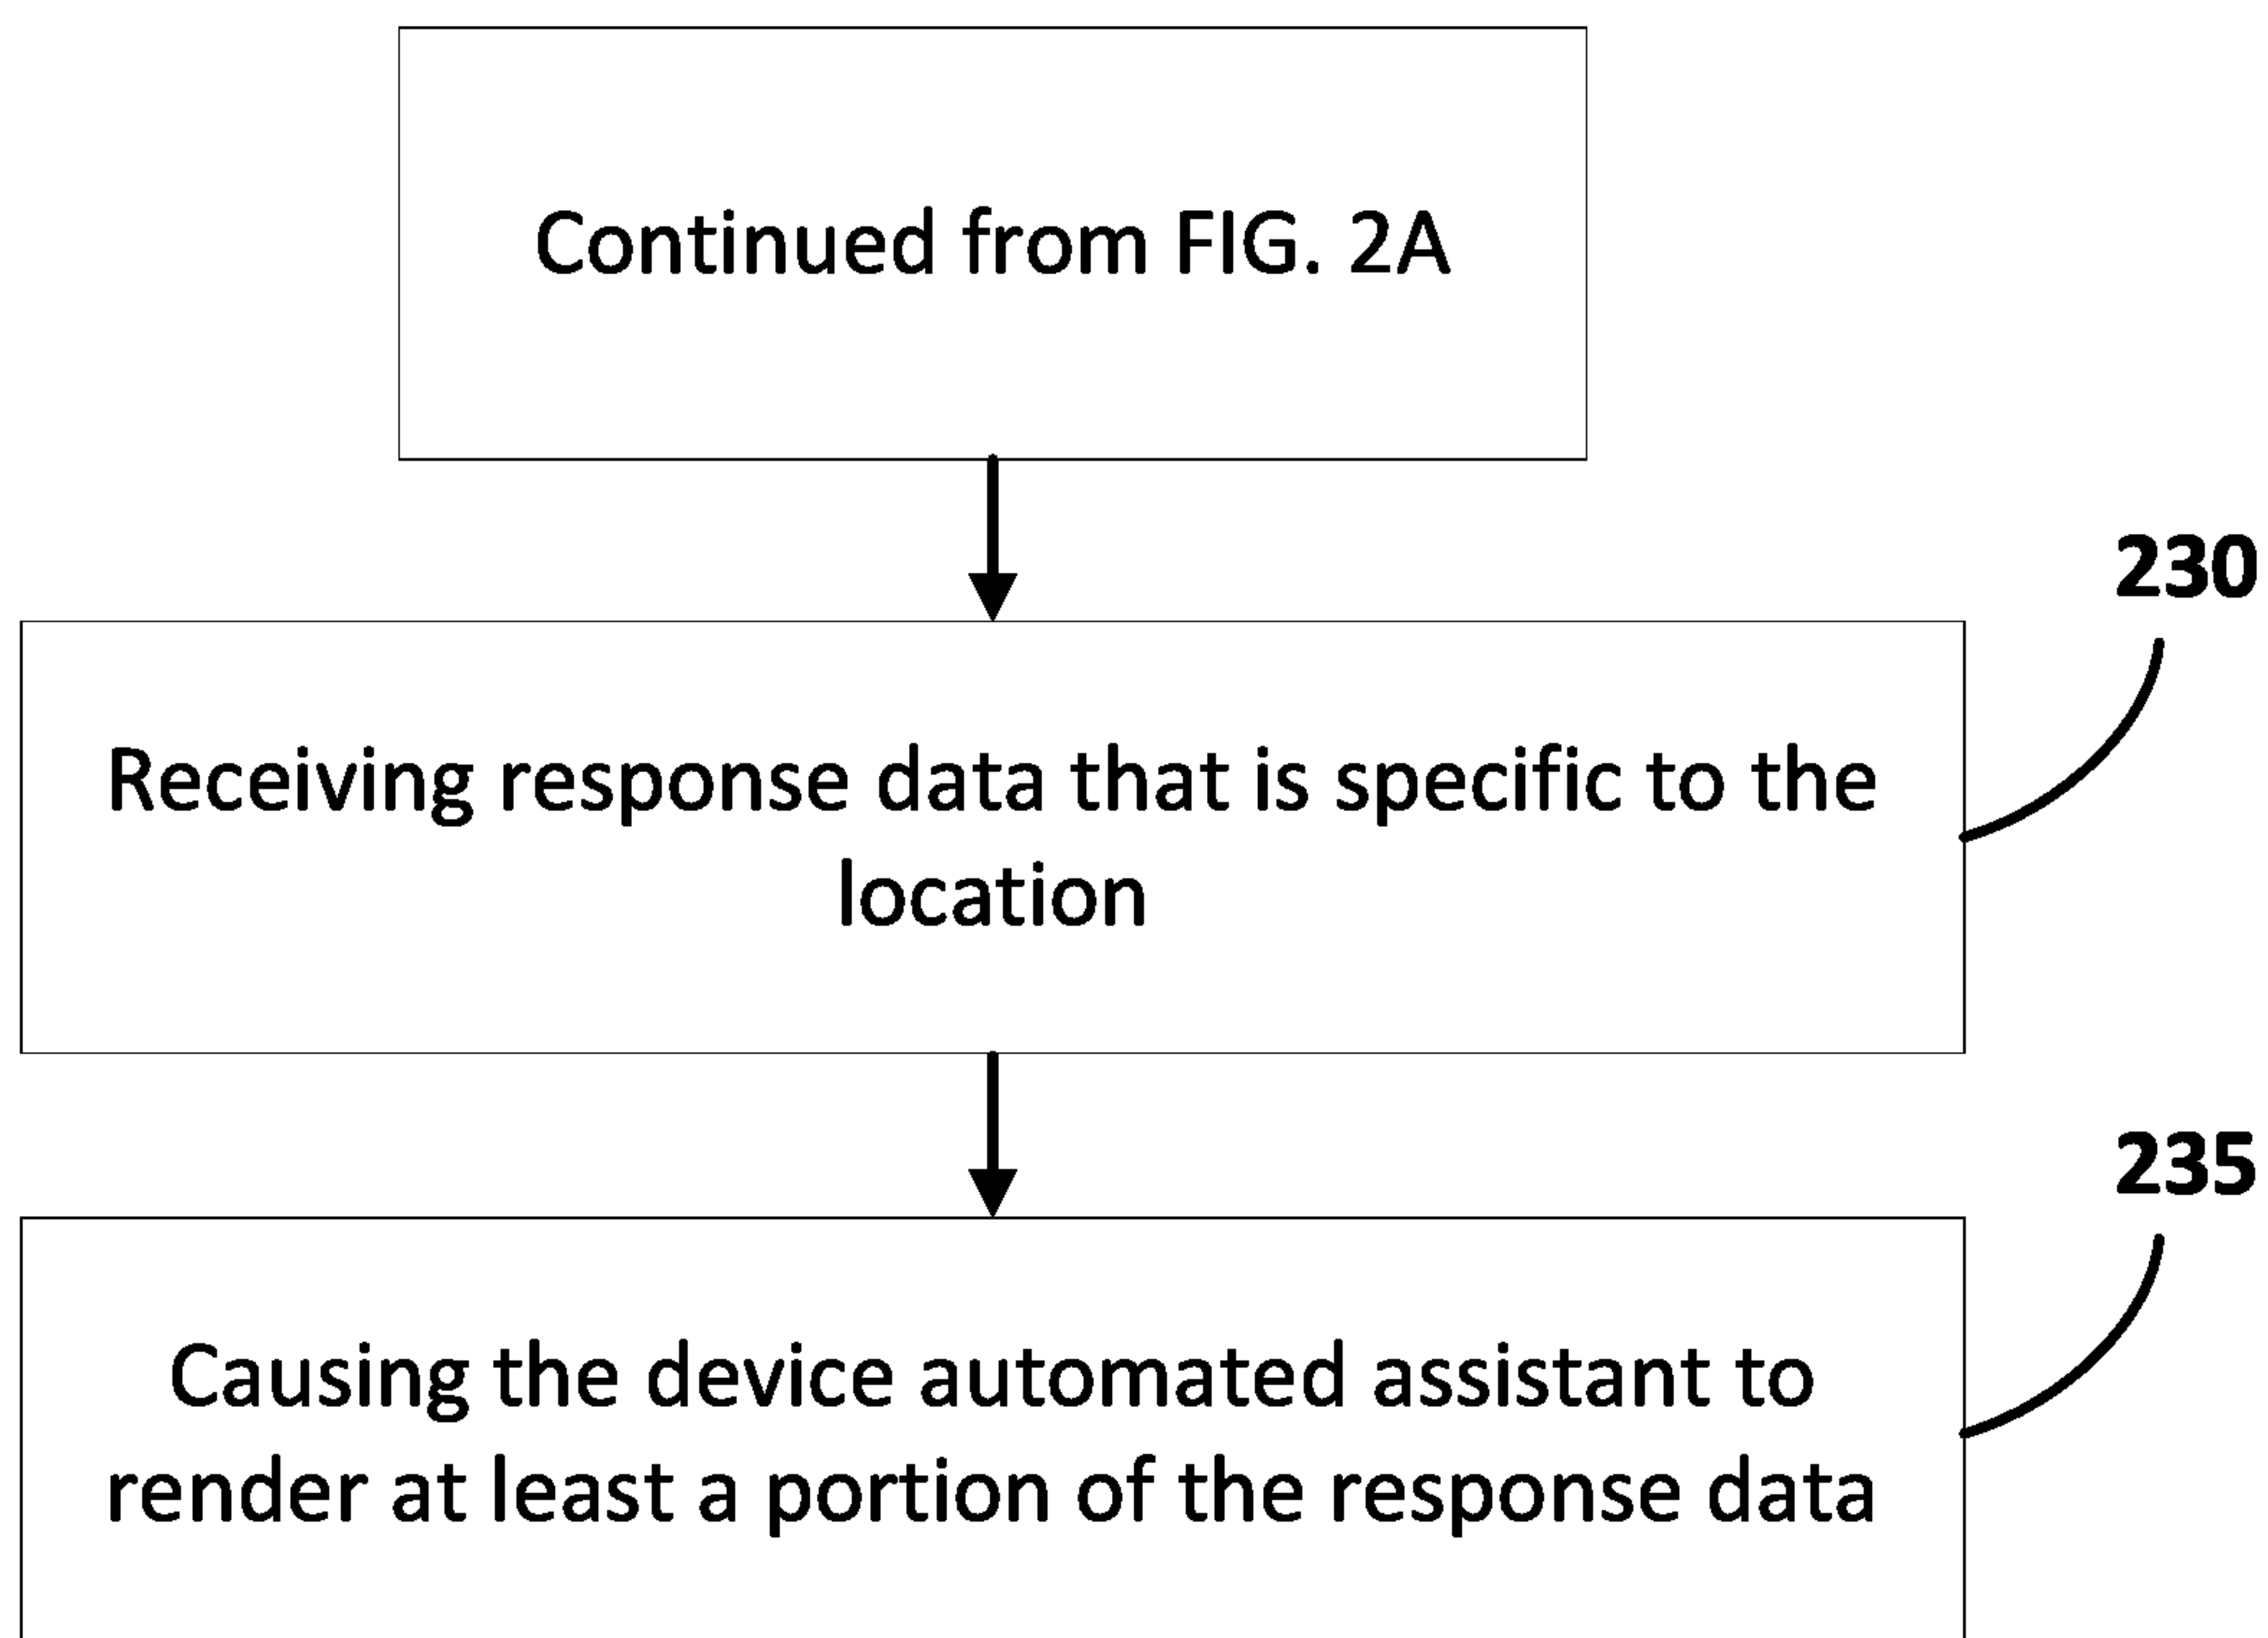 Continued from FIG. 2A
230
Receiving response data that is specific to the
location
235
Causing the device automated assistant to
render at least a portion of the response data